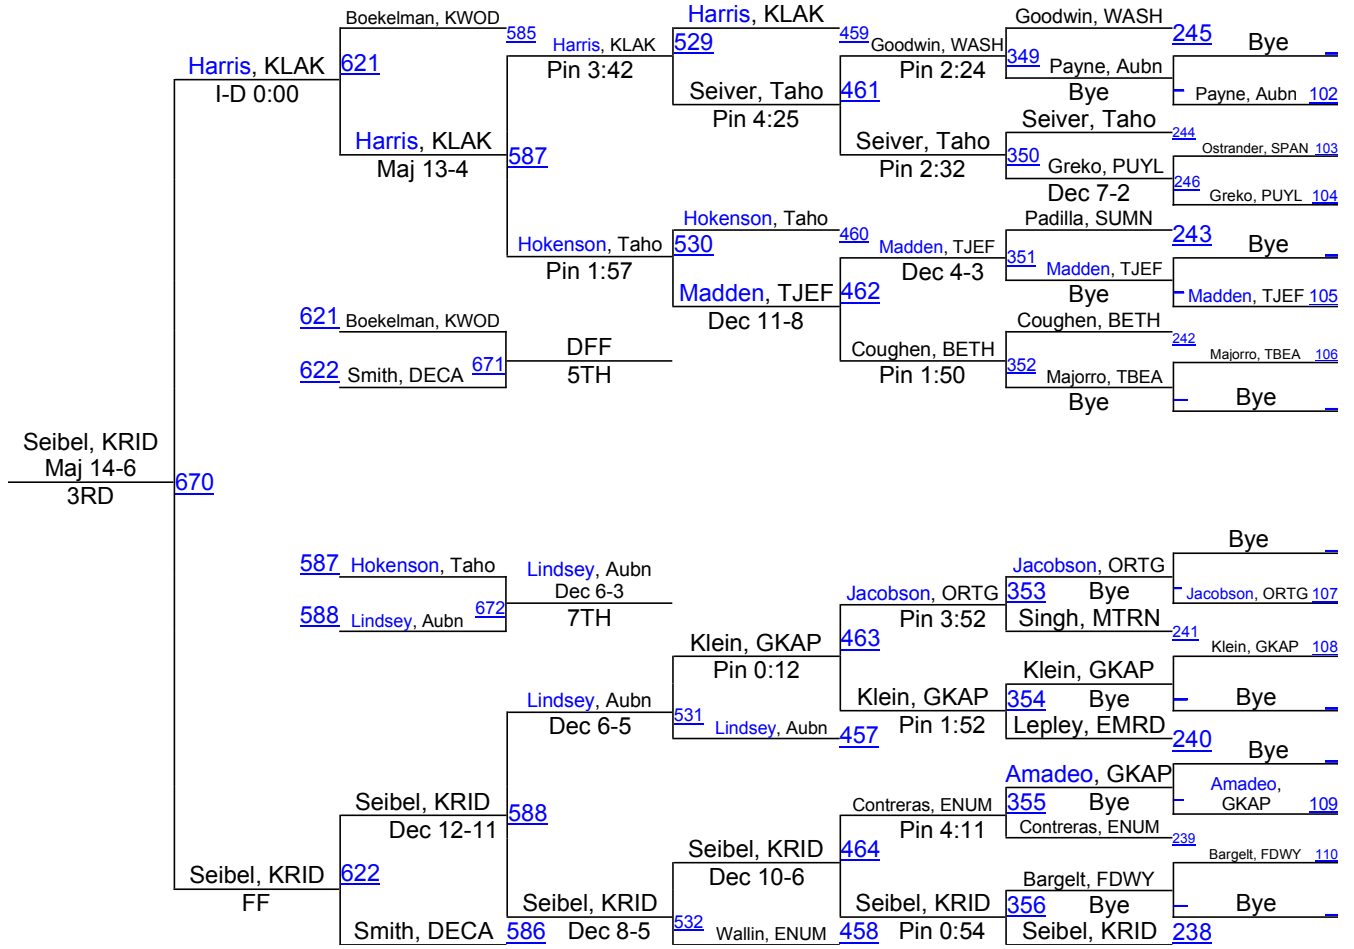 Boekelman, KWOD
585
Harris, KLAK
621
I-D 0:00
Harris, KLAK
Maj 13-4
Harris, KLAK
Pin 3:42
587
Harris, KLAK
459
529
Seiver, Taho
Pin 4:25
Goodwin, WASH
Pin 2:24
461
Seiver, Taho
Pin 2:32
Goodwin, WASH
245
349
Payne, Aubn
Bye
Bye
Payne, Aubn 102
Seiver, Taho
244
350
Greko, PUYL
Dec 7-2
Ostrander, SPAN 103
246
Greko, PUYL 104
Hokenson, Taho
Pin 1:57
Hokenson, Taho
460
530
Madden, TJEF
Dec 11-8
Madden, TJEF
Dec 4-3
462
Coughen, BETH
Pin 1:50
Padilla, SUMN
243
351
Madden, TJEF
Bye
Bye
Madden, TJEF 105
Coughen, BETH
242
352
Majorro, TBEA
Bye
Majorro, TBEA 106
Bye
621 Boekelman, KWOD
622 Smith, DECA 671
DFF
5TH
Seibel, KRID
Maj 14-6
3RD
670
587 Hokenson, Taho
588 Lindsey, Aubn 672
Lindsey, Aubn
Dec 6-3
7TH
Bye
Jacobson, ORTG 107
Jacobson, ORTG
353 Bye
Singh, MTRN
241
Jacobson, ORTG
Pin 3:52
463
Klein, GKAP
Pin 0:12
Klein, GKAP 108
Bye
Klein, GKAP
354 Bye
Lepley, EMRD
240
Klein, GKAP
Pin 1:52
Lindsey, Aubn
Dec 6-5
531
Lindsey, Aubn 457
Bye
Amadeo,
GKAP 109
Amadeo, GKAP
355 Bye
Contreras, ENUM
239
Contreras, ENUM
Pin 4:11
464
Seibel, KRID
Dec 10-6
Seibel, KRID
Dec 12-11
588
Bargelt, FDWY 110
Bye
Bargelt, FDWY
356 Bye
Seibel, KRID 238
Seibel, KRID
Pin 0:54
Seibel, KRID
Dec 8-5
532
Wallin, ENUM 458
Seibel, KRID
FF
622
Smith, DECA 586